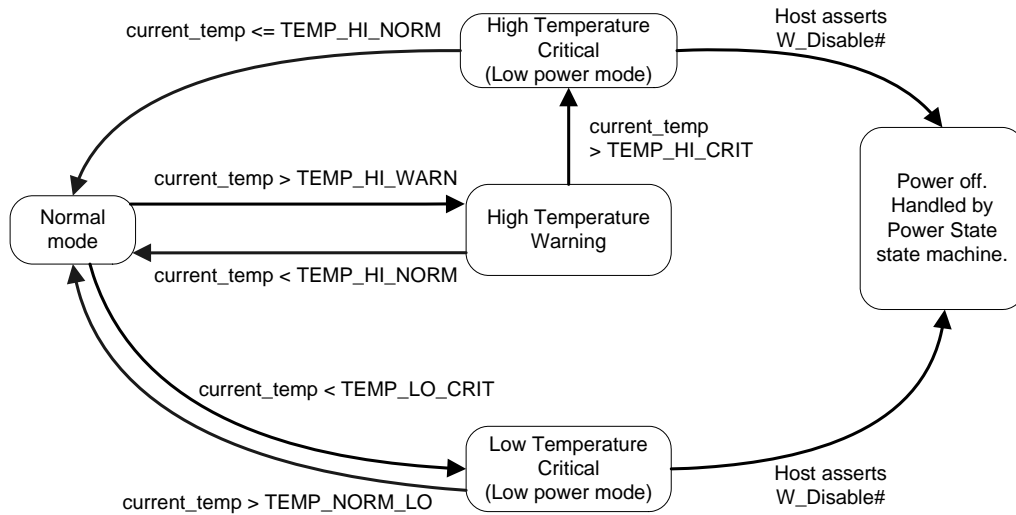 current_temp <= TEMP_HI_NORM
High Temperature
Critical
(Low power mode)
Host asserts
W_Disable#
current_temp
> TEMP_HI_CRIT
current_temp > TEMP_HI_WARN
Normal
mode
High Temperature
Warning
Power off.
Handled by
Power State
state machine.
current_temp < TEMP_HI_NORM
current_temp < TEMP_LO_CRIT
Low Temperature
Critical
(Low power mode)
Host asserts
W_Disable#
current_temp > TEMP_NORM_LO